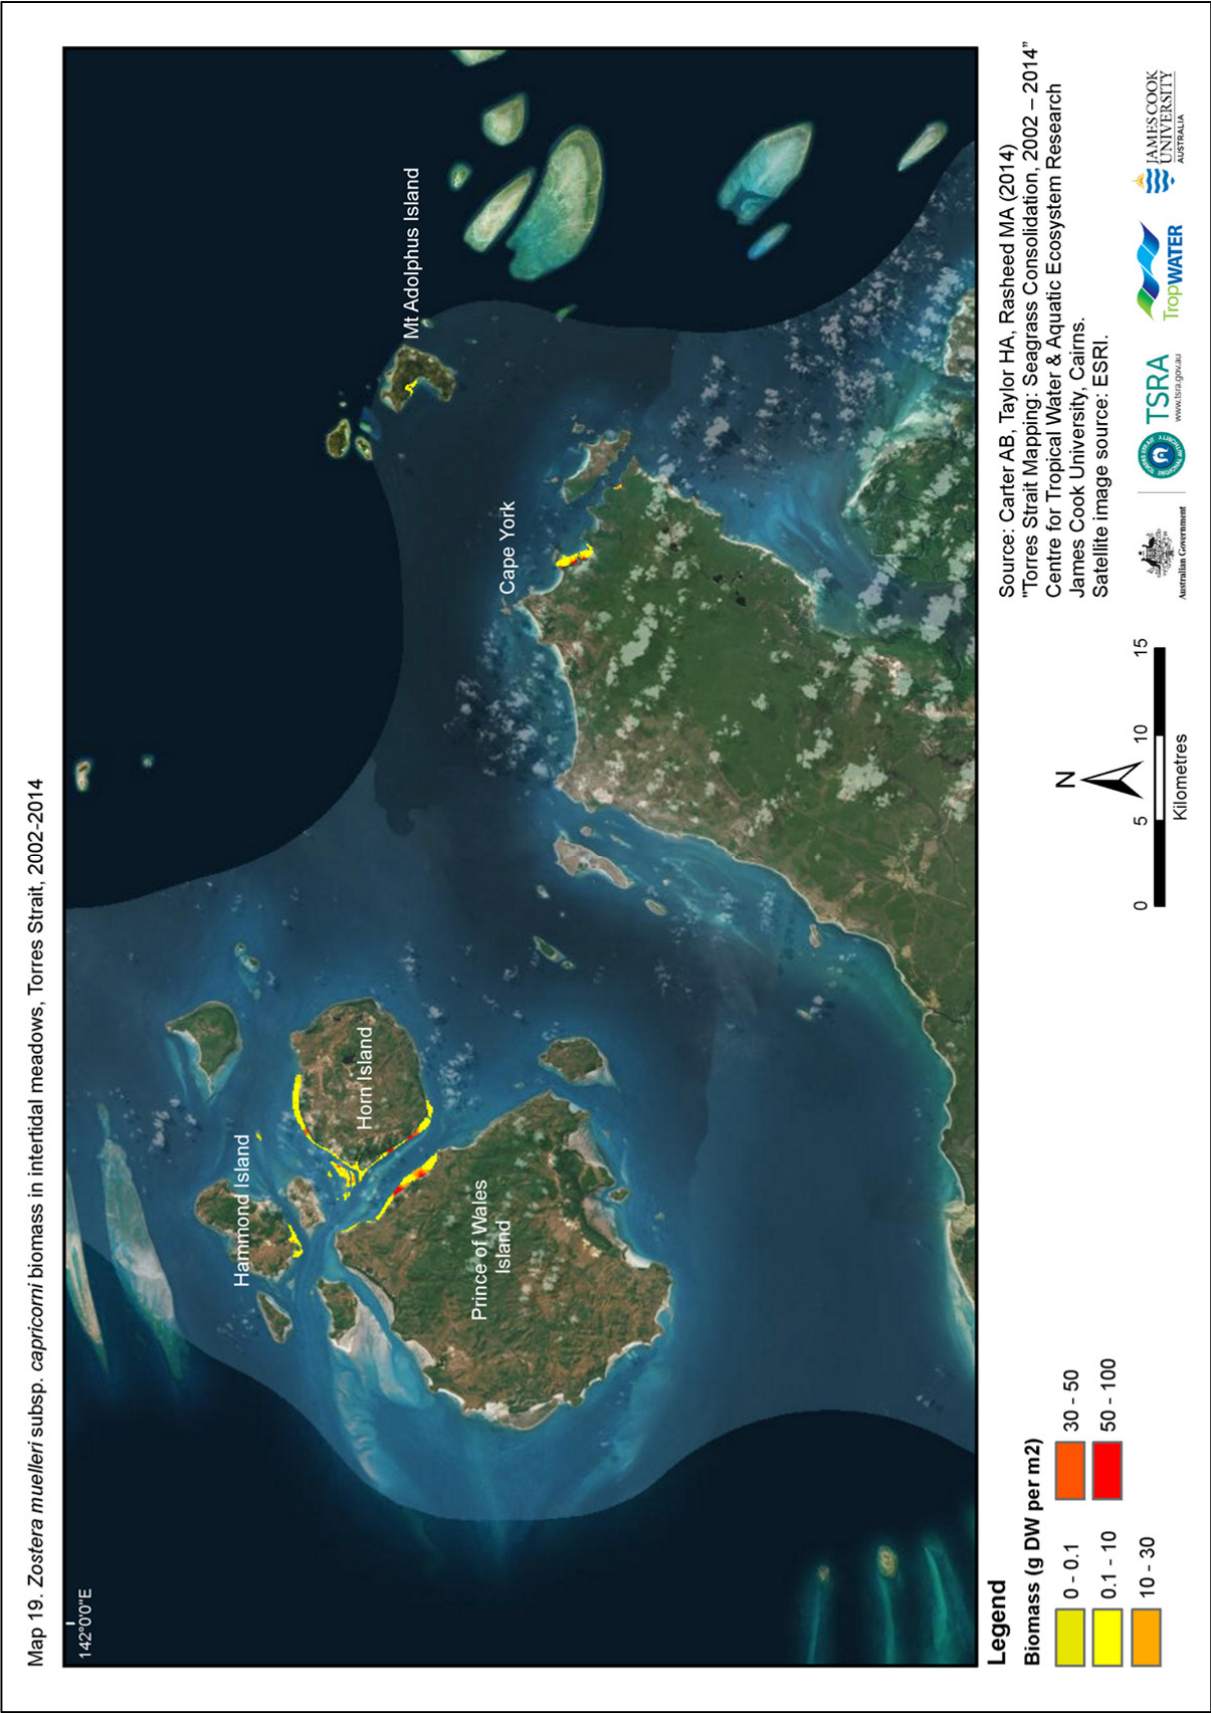 Map 19. Zostera muelleri subsp. capricorni biomass in intertidal meadows, Torres Strait, 2002-2014
142°0'0"E
Hammond Island
Horn Island
Prince of Wales
Island
Cape York
Mt Adolphus Island
Legend
Biomass (g DW per m2)
0 - 0.1
0.1 - 10
10 - 30
30 - 50
50 - 100
N
0 5 10 15
Kilometres
Source: Carter AB, Taylor HA, Rasheed MA (2014)
"Torres Strait Mapping: Seagrass Consolidation, 2002 – 2014"
Centre for Tropical Water & Aquatic Ecosystem Research
James Cook University, Cairns.
Satellite image source: ESRI.
Australian Government
TSRA
www.tsra.gov.au
TropWATER
JAMES COOK
UNIVERSITY
AUSTRALIA